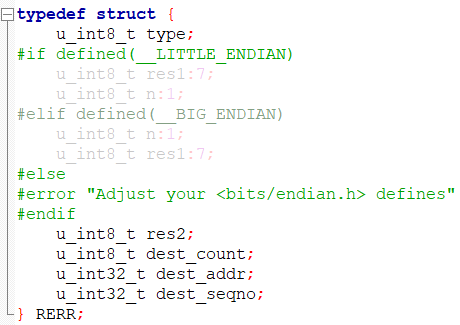 typedef struct {
    u_int8_t type;
#if defined(__LITTLE_ENDIAN)
    u_int8_t res1:7;
    u_int8_t n:1;
#elif defined(__BIG_ENDIAN)
    u_int8_t n:1;
    u_int8_t res1:7;
#else
#error "Adjust your <bits/endian.h> defines"
#endif
    u_int8_t res2;
    u_int8_t dest_count;
    u_int32_t dest_addr;
    u_int32_t dest_seqno;
} RERR;